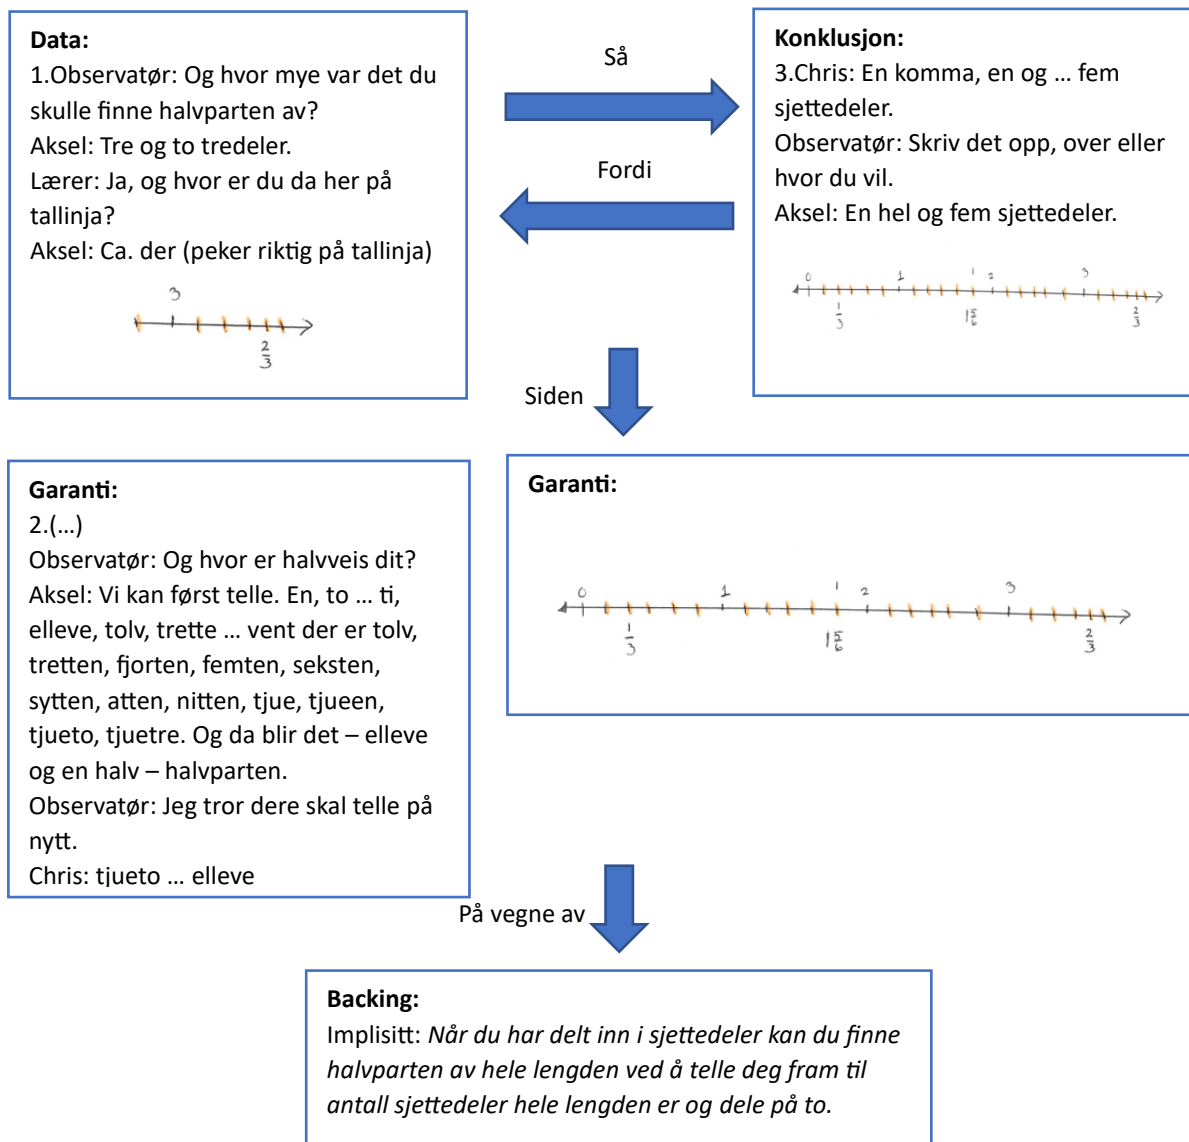 Data:
1.Observatør: Og hvor mye var det du
skulle finne halvparten av?
Aksel: Tre og to tredeler.
Lærer: Ja, og hvor er du da her på
tallinja?
Aksel: Ca. der (peker riktig på tallinja)
3
2/3
Så
Fordi
Konklusjon:
3.Chris: En komma, en og … fem
sjettedeler.
Observatør: Skriv det opp, over eller
hvor du vil.
Aksel: En hel og fem sjettedeler.
0 1 1 2 3
1/3 1 5/6 2/3
Siden
Garanti:
2.(…)
Observatør: Og hvor er halvveis dit?
Aksel: Vi kan først telle. En, to … ti,
elleve, tolv, trette … vent der er tolv,
tretten, fjorten, femten, seksten,
sytten, atten, nitten, tjue, tjueen,
tjueto, tjuetre. Og da blir det – elleve
og en halv – halvparten.
Observatør: Jeg tror dere skal telle på
nytt.
Chris: tjueto … elleve
Garanti:
0 1 1 2 3
1/3 1 5/6 2/3
På vegne av
Backing:
Implisitt: Når du har delt inn i sjettedeler kan du finne
halvparten av hele lengden ved å telle deg fram til
antall sjettedeler hele lengden er og dele på to.